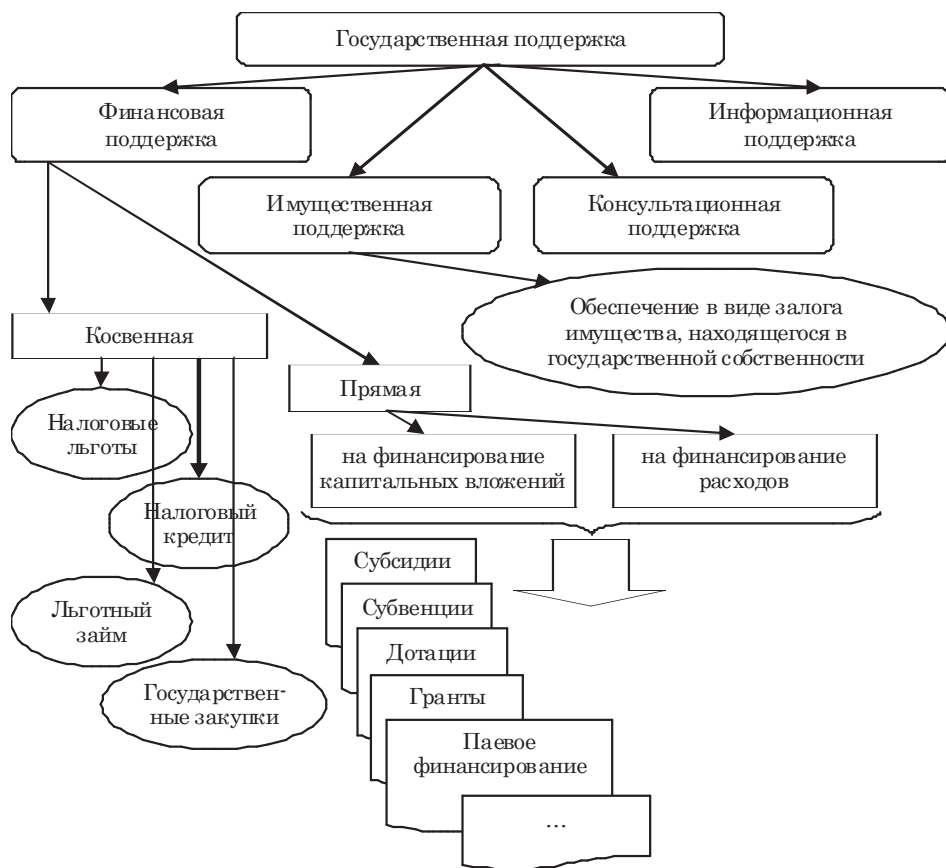 Государственная поддержка
Финансовая
поддержка
Информационная
поддержка
Имущественная
поддержка
Консультационная
поддержка
Обеспечение в виде залога
имущества, находящегося в
государственной собственности
Косвенная
Прямая
Налоговые
льготы
на финансирование
капитальных вложений
на финансирование
расходов
Налоговый
кредит
Льготный
займ
Государствен-
ные закупки
Субсидии
Субвенции
Дотации
Гранты
Паевое
финансирование
...